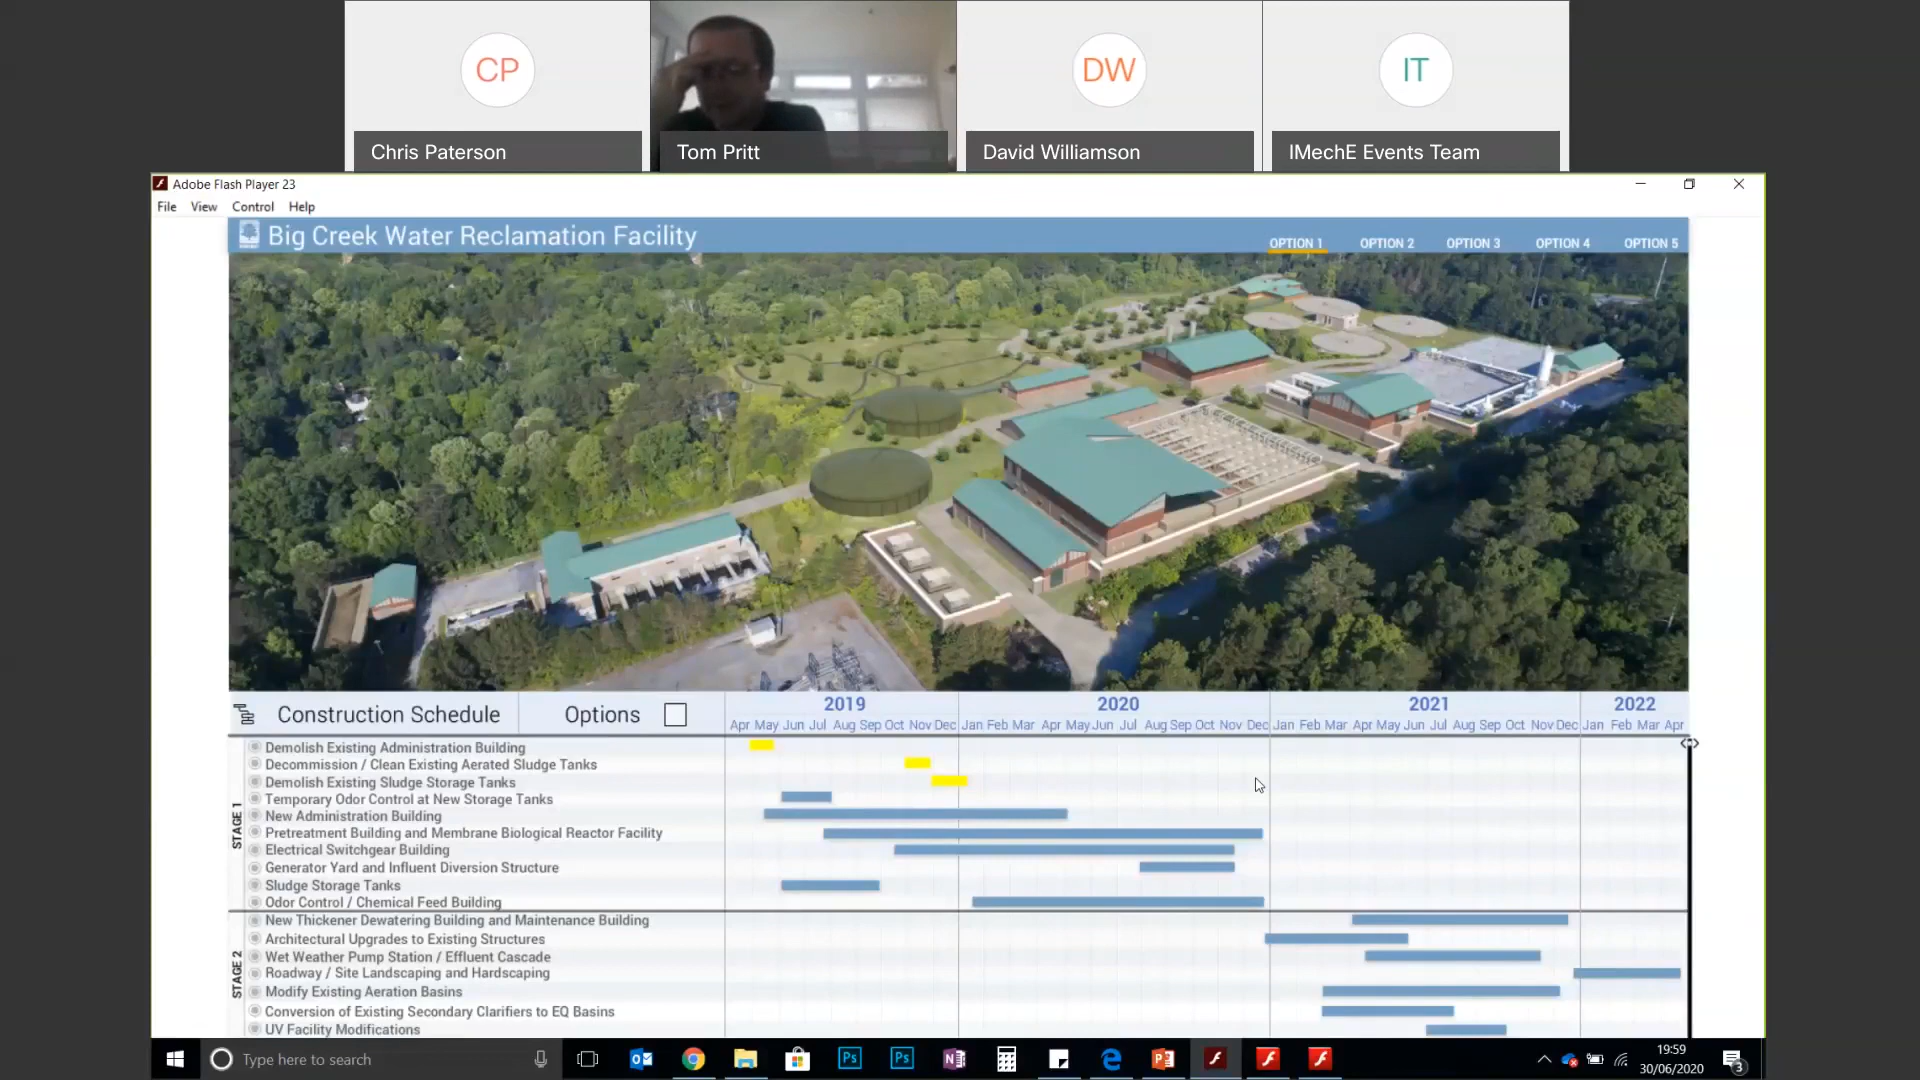 CP
DW
IT
Chris Paterson
Tom Pritt
David Williamson
IMechE Events Team
Adobe Flash Player 23
File View Control Help
Big Creek Water Reclamation Facility
OPTION 1 OPTION 2 OPTION 3 OPTION 4 OPTION 5
Construction Schedule
Options
2019 2020 2021 2022
Apr May Jun Jul Aug Sep Oct Nov Dec Jan Feb Mar Apr May Jun Jul Aug Sep Oct Nov Dec Jan Feb Mar Apr May Jun Jul Aug Sep Oct Nov Dec Jan Feb Mar Apr
STAGE 1
Demolish Existing Administration Building
Decommission / Clean Existing Aerated Sludge Tanks
Demolish Existing Sludge Storage Tanks
Temporary Odor Control at New Storage Tanks
New Administration Building
Pretreatment Building and Membrane Biological Reactor Facility
Electrical Switchgear Building
Generator Yard and Influent Diversion Structure
Sludge Storage Tanks
Odor Control / Chemical Feed Building
STAGE 2
New Thickener Dewatering Building and Maintenance Building
Architectural Upgrades to Existing Structures
Wet Weather Pump Station / Effluent Cascade
Roadway / Site Landscaping and Hardscaping
Modify Existing Aeration Basins
Conversion of Existing Secondary Clarifiers to EQ Basins
UV Facility Modifications
Type here to search
Ps
Ps
19:59
30/06/2020
3